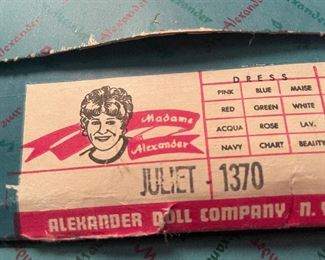 Madame
Alexander
DRESS
PINK BLUE MAISE
RED GREEN WHITE
ACQUA ROSE LAV.
NAVY CHART BEAUTY
JULIET - 1370
ALEXANDER DOLL COMPANY N.